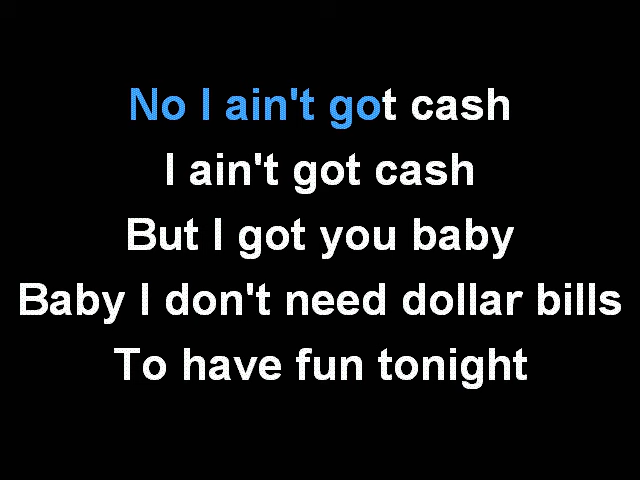 No I ain't got cash
I ain't got cash
But I got you baby
Baby I don't need dollar bills
To have fun tonight